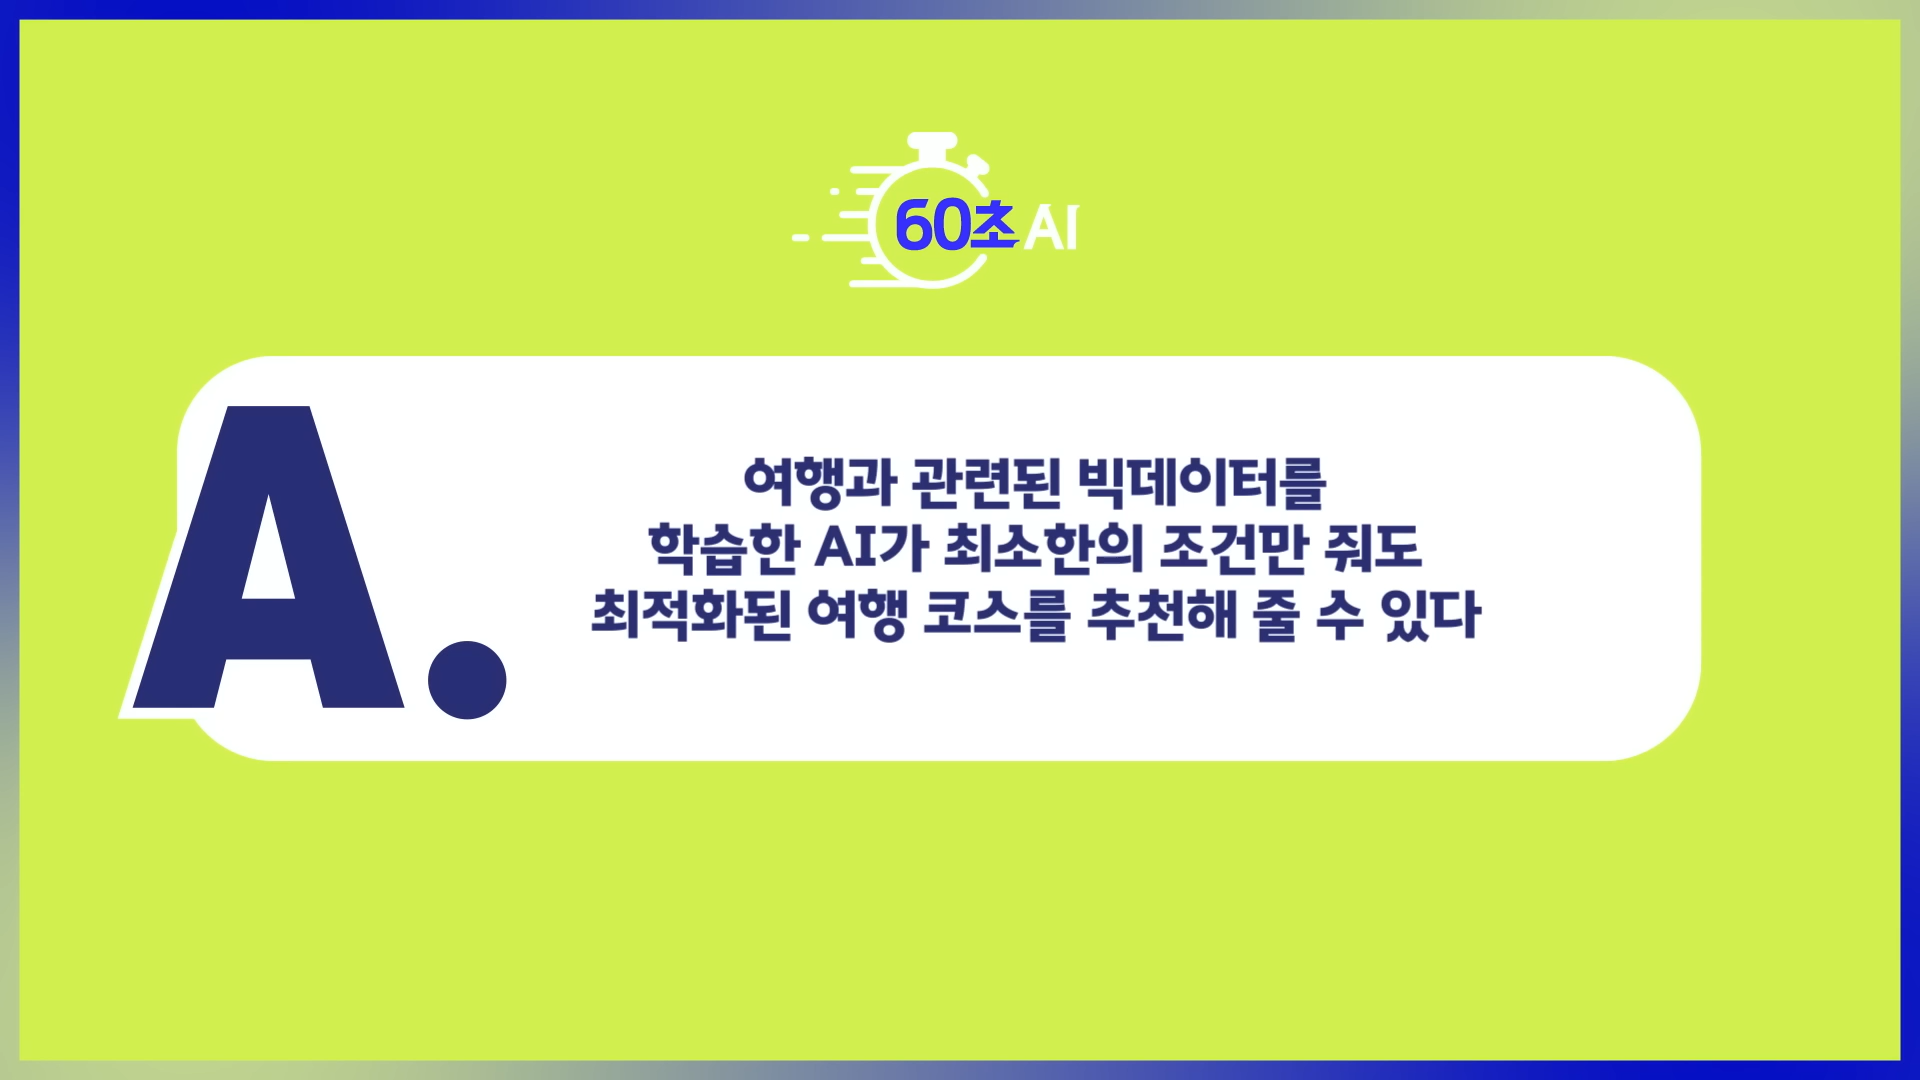 60초 AI
A.
여행과 관련된 빅데이터를
학습한 AI가 최소한의 조건만 줘도
최적화된 여행 코스를 추천해 줄 수 있다